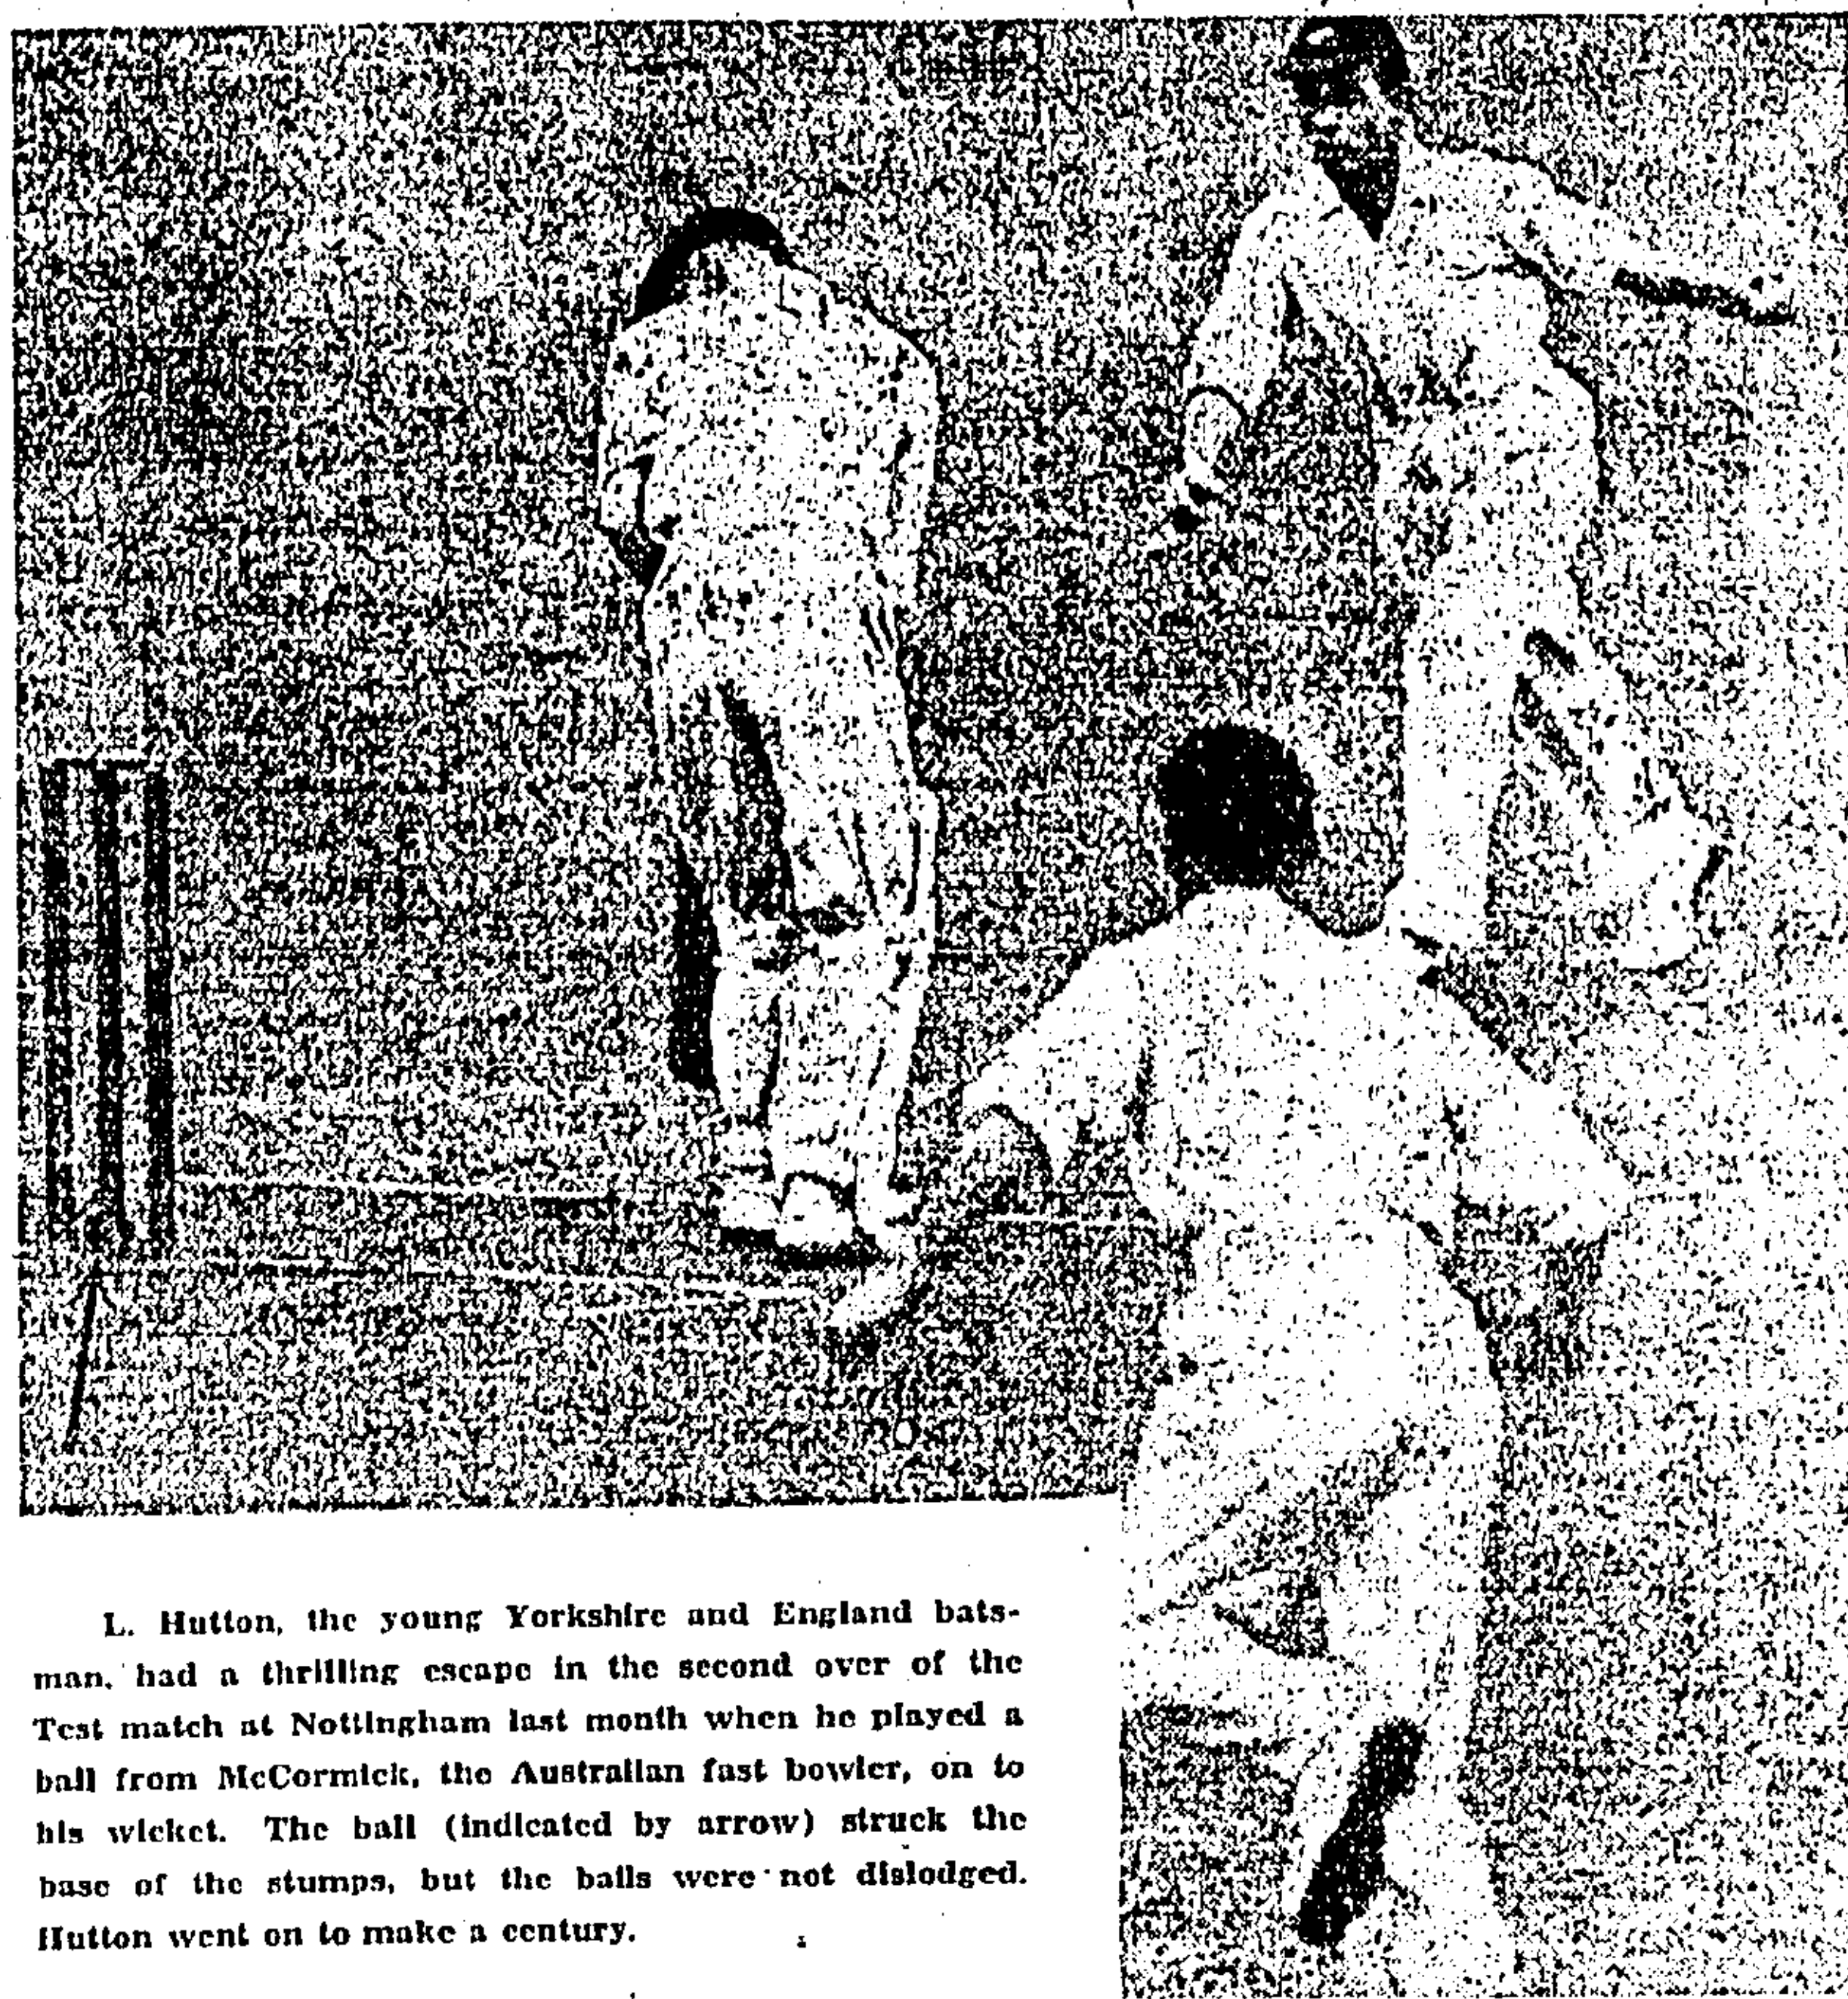 L. Hutton, the young Yorkshire and England bats-
man, had a thrilling escape in the second over of the
Test match at Nottingham last month when he played a
ball from McCormick, the Australian fast bowler, on to
his wicket. The ball (indicated by arrow) struck the
base of the stumps, but the bails were not dislodged.
Hutton went on to make a century.